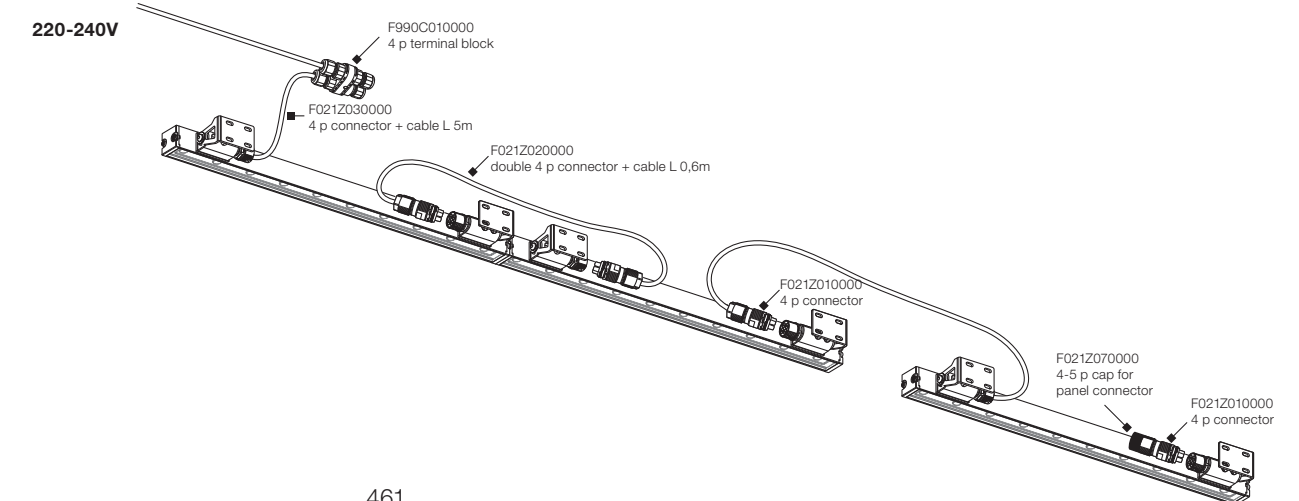 220-240V
F990C010000
4 p terminal block
F021Z030000
4 p connector + cable L 5m
F021Z020000
double 4 p connector + cable L 0,6m
F021Z010000
4 p connector
F021Z070000
4-5 p cap for
panel connector
F021Z010000
4 p connector
461